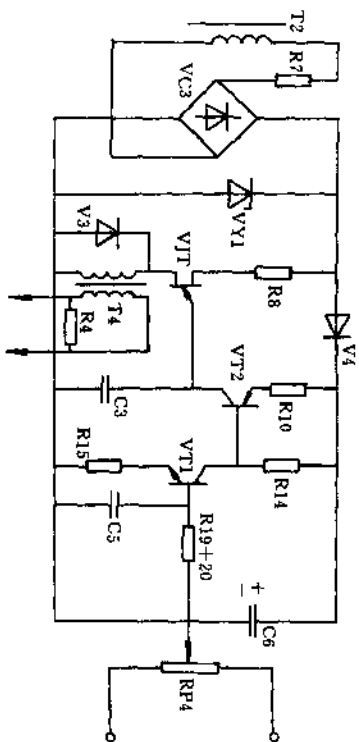 T2
R7
VC3
VY1
V3
VJT
R8
V4
T4
R4
VT2
R10
C3
VT1
R14
R15
C5
R19+20
+
−
C6
RP4